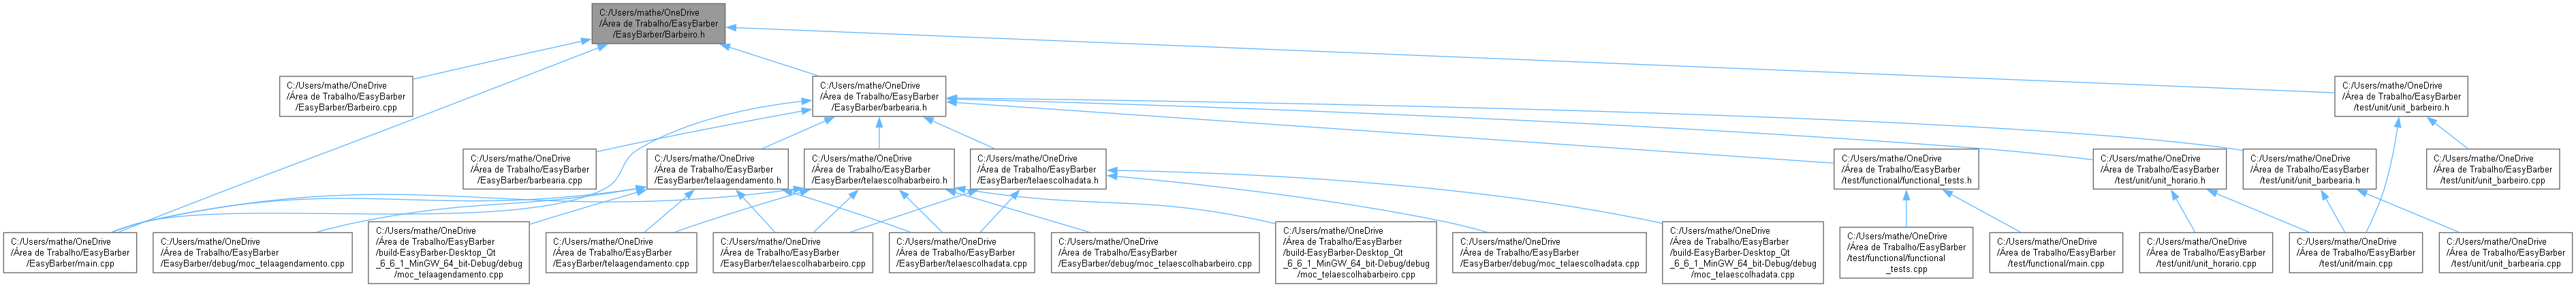 C:/Users/mathe/OneDrive
/Área de Trabalho/EasyBarber
/EasyBarber/Barbeiro.h
C:/Users/mathe/OneDrive
/Área de Trabalho/EasyBarber
/EasyBarber/Barbeiro.cpp
C:/Users/mathe/OneDrive
/Área de Trabalho/EasyBarber
/EasyBarber/barbearia.h
C:/Users/mathe/OneDrive
/Área de Trabalho/EasyBarber
/test/unit/unit_barbeiro.h
C:/Users/mathe/OneDrive
/Área de Trabalho/EasyBarber
/EasyBarber/barbearia.cpp
C:/Users/mathe/OneDrive
/Área de Trabalho/EasyBarber
/EasyBarber/telaagendamento.h
C:/Users/mathe/OneDrive
/Área de Trabalho/EasyBarber
/EasyBarber/telaescolhabarbeiro.h
C:/Users/mathe/OneDrive
/Área de Trabalho/EasyBarber
/EasyBarber/telaescolhadata.h
C:/Users/mathe/OneDrive
/Área de Trabalho/EasyBarber
/test/functional/functional_tests.h
C:/Users/mathe/OneDrive
/Área de Trabalho/EasyBarber
/test/unit/unit_horario.h
C:/Users/mathe/OneDrive
/Área de Trabalho/EasyBarber
/test/unit/unit_barbearia.h
C:/Users/mathe/OneDrive
/Área de Trabalho/EasyBarber
/test/unit/unit_barbeiro.cpp
C:/Users/mathe/OneDrive
/Área de Trabalho/EasyBarber
/EasyBarber/main.cpp
C:/Users/mathe/OneDrive
/Área de Trabalho/EasyBarber
/EasyBarber/debug/moc_telaagendamento.cpp
C:/Users/mathe/OneDrive
/Área de Trabalho/EasyBarber
/build-EasyBarber-Desktop_Qt
_6_6_1_MinGW_64_bit-Debug/debug
/moc_telaagendamento.cpp
C:/Users/mathe/OneDrive
/Área de Trabalho/EasyBarber
/EasyBarber/telaagendamento.cpp
C:/Users/mathe/OneDrive
/Área de Trabalho/EasyBarber
/EasyBarber/telaescolhabarbeiro.cpp
C:/Users/mathe/OneDrive
/Área de Trabalho/EasyBarber
/EasyBarber/telaescolhadata.cpp
C:/Users/mathe/OneDrive
/Área de Trabalho/EasyBarber
/EasyBarber/debug/moc_telaescolhabarbeiro.cpp
C:/Users/mathe/OneDrive
/Área de Trabalho/EasyBarber
/build-EasyBarber-Desktop_Qt
_6_6_1_MinGW_64_bit-Debug/debug
/moc_telaescolhabarbeiro.cpp
C:/Users/mathe/OneDrive
/Área de Trabalho/EasyBarber
/EasyBarber/debug/moc_telaescolhadata.cpp
C:/Users/mathe/OneDrive
/Área de Trabalho/EasyBarber
/build-EasyBarber-Desktop_Qt
_6_6_1_MinGW_64_bit-Debug/debug
/moc_telaescolhadata.cpp
C:/Users/mathe/OneDrive
/Área de Trabalho/EasyBarber
/test/functional/functional
_tests.cpp
C:/Users/mathe/OneDrive
/Área de Trabalho/EasyBarber
/test/functional/main.cpp
C:/Users/mathe/OneDrive
/Área de Trabalho/EasyBarber
/test/unit/unit_horario.cpp
C:/Users/mathe/OneDrive
/Área de Trabalho/EasyBarber
/test/unit/main.cpp
C:/Users/mathe/OneDrive
/Área de Trabalho/EasyBarber
/test/unit/unit_barbearia.cpp